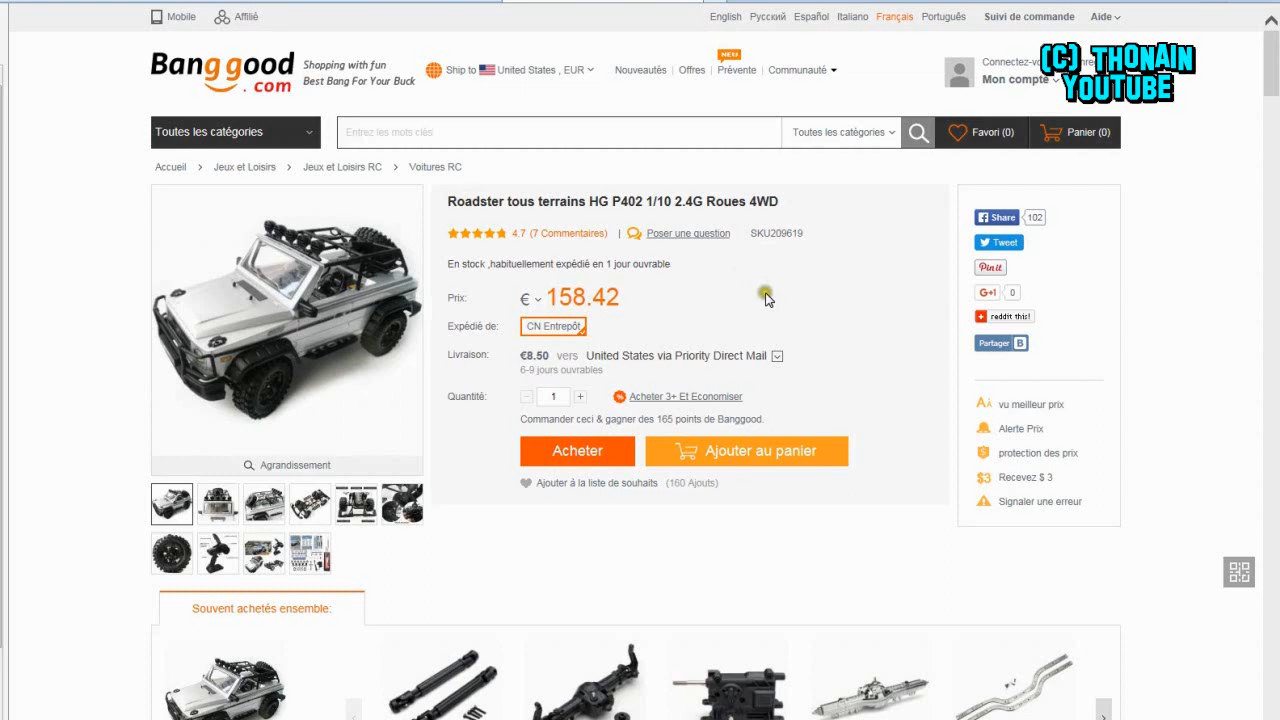 Mobile Affilié English Русский Español Italiano Français Português Suivi de commande Aide
Banggood.com
Shopping with fun
Best Bang For Your Buck
Ship to United States , EUR
Nouveautés Offres Prévente Communauté
NEW
Mon compte
(C) THONAIN
YOUTUBE
Toutes les catégories
Entrez les mots clés
Toutes les catégories
Favori (0)
Panier (0)
Accueil > Jeux et Loisirs > Jeux et Loisirs RC > Voitures RC
Roadster tous terrains HG P402 1/10 2.4G Roues 4WD
4.7 (7 Commentaires) | Poser une question SKU209619
En stock ,habituellement expédié en 1 jour ouvrable
Prix: € 158.42
Expédié de: CN Entrepôt
Livraison: €8.50 vers United States via Priority Direct Mail
6-9 jours ouvrables
Quantité: - 1 + Acheter 3+ Et Economiser
Commander ceci & gagner des 165 points de Banggood.
Acheter
Ajouter au panier
Ajouter á la liste de souhaits (160 Ajouts)
Agrandissement
Share 102
Tweet
Pin it
G+1 0
reddit this!
Partager B
vu meilleur prix
Alerte Prix
protection des prix
$3 Recevez $ 3
Signaler une erreur
Souvent achetés ensemble: